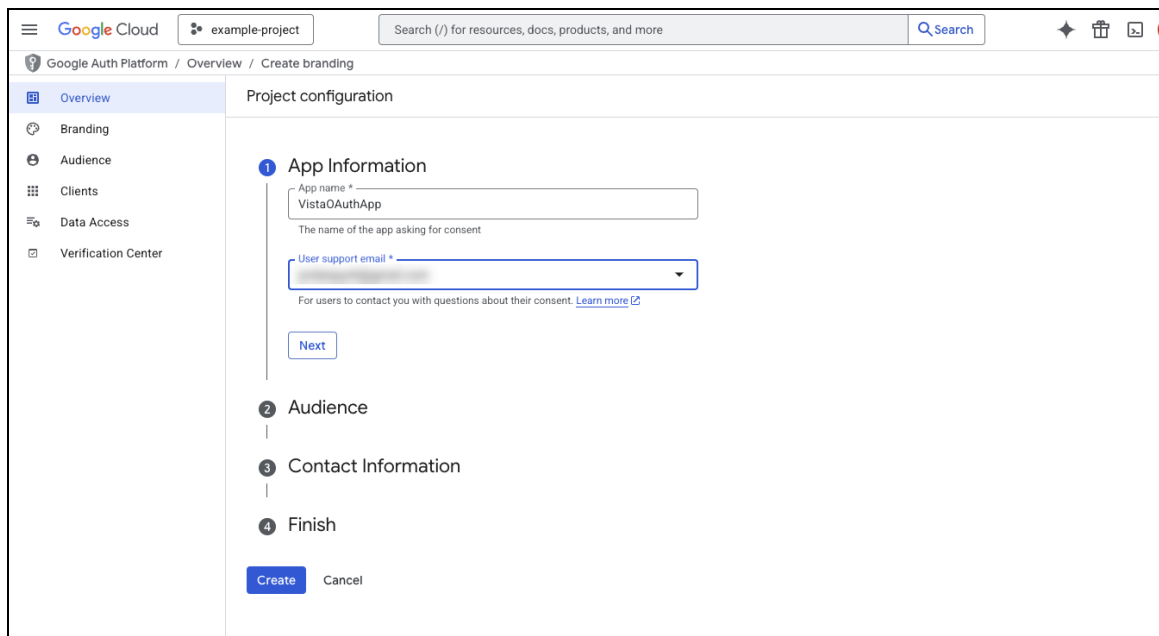 Google Cloud
example-project
Search (/) for resources, docs, products, and more
Search
Google Auth Platform / Overview / Create branding
Overview
Branding
Audience
Clients
Data Access
Verification Center
Project configuration
1 App Information
App name *
VistaOAuthApp
The name of the app asking for consent
User support email *
For users to contact you with questions about their consent. Learn more
Next
2 Audience
3 Contact Information
4 Finish
Create Cancel